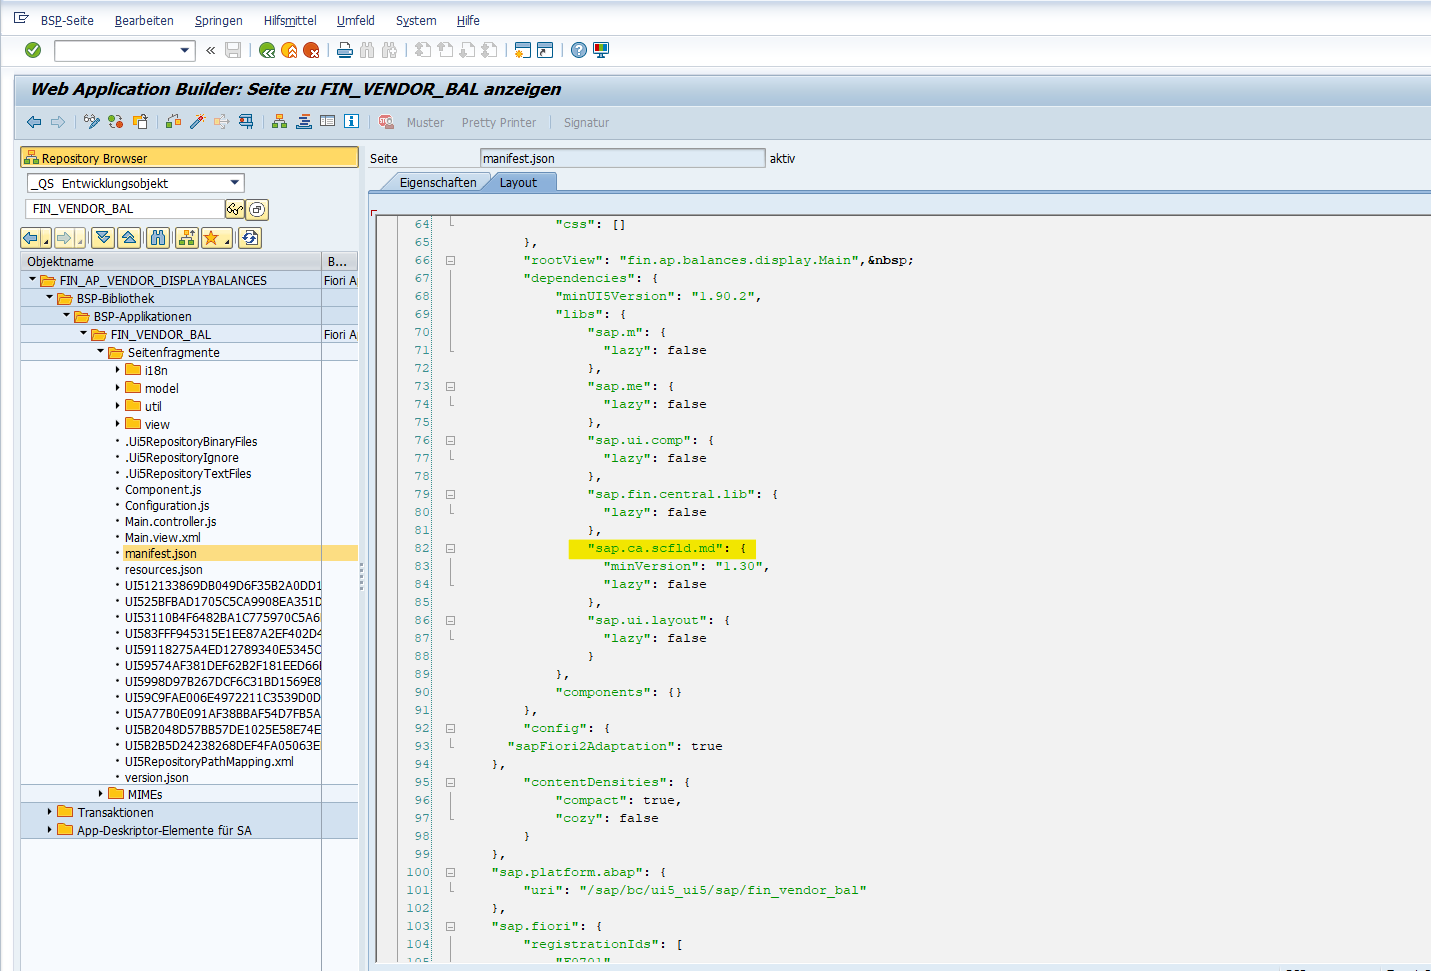 BSP-Seite Bearbeiten Springen Hilfsmittel Umfeld System Hilfe
Web Application Builder: Seite zu FIN_VENDOR_BAL anzeigen
Muster Pretty Printer Signatur
Repository Browser
_QS Entwicklungsobjekt
FIN_VENDOR_BAL
Objektname B...
FIN_AP_VENDOR_DISPLAYBALANCES Fiori A
BSP-Bibliothek
BSP-Applikationen
FIN_VENDOR_BAL Fiori A
Seitenfragmente
i18n
model
util
view
.Ui5RepositoryBinaryFiles
.Ui5RepositoryIgnore
.Ui5RepositoryTextFiles
Component.js
Configuration.js
Main.controller.js
Main.view.xml
manifest.json
resources.json
UI512133869DB049D6F35B2A0DD1
UI525BFBAD1705C5CA9908EA351D
UI53110B4F6482BA1C775970C5A6
UI583FFF945315E1EE87A2EF402D4
UI59118275A4ED12789340E5345C
UI59574AF381DEF62B2F181EED66
UI5998D97B267DCF6C31BD1569E8
UI59C9FAE006E4972211C3539D0D
UI5A77B0E091AF38BBAF54D7FB5A
UI5B2048D57BB57DE1025E58E74E
UI5B2B5D24238268DEF4FA05063E
UI5RepositoryPathMapping.xml
version.json
MIMEs
Transaktionen
App-Deskriptor-Elemente für SA
Seite manifest.json aktiv
Eigenschaften Layout
64 "css": []
65 },
66 "rootView": "fin.ap.balances.display.Main",&nbsp;
67 "dependencies": {
68 "minUI5Version": "1.90.2",
69 "libs": {
70 "sap.m": {
71 "lazy": false
72 },
73 "sap.me": {
74 "lazy": false
75 },
76 "sap.ui.comp": {
77 "lazy": false
78 },
79 "sap.fin.central.lib": {
80 "lazy": false
81 },
82 "sap.ca.scfld.md": {
83 "minVersion": "1.30",
84 "lazy": false
85 },
86 "sap.ui.layout": {
87 "lazy": false
88 }
89 },
90 "components": {}
91 },
92 "config": {
93 "sapFiori2Adaptation": true
94 },
95 "contentDensities": {
96 "compact": true,
97 "cozy": false
98 }
99 },
100 "sap.platform.abap": {
101 "uri": "/sap/bc/ui5_ui5/sap/fin_vendor_bal"
102 },
103 "sap.fiori": {
104 "registrationIds": [
105 "F0701"